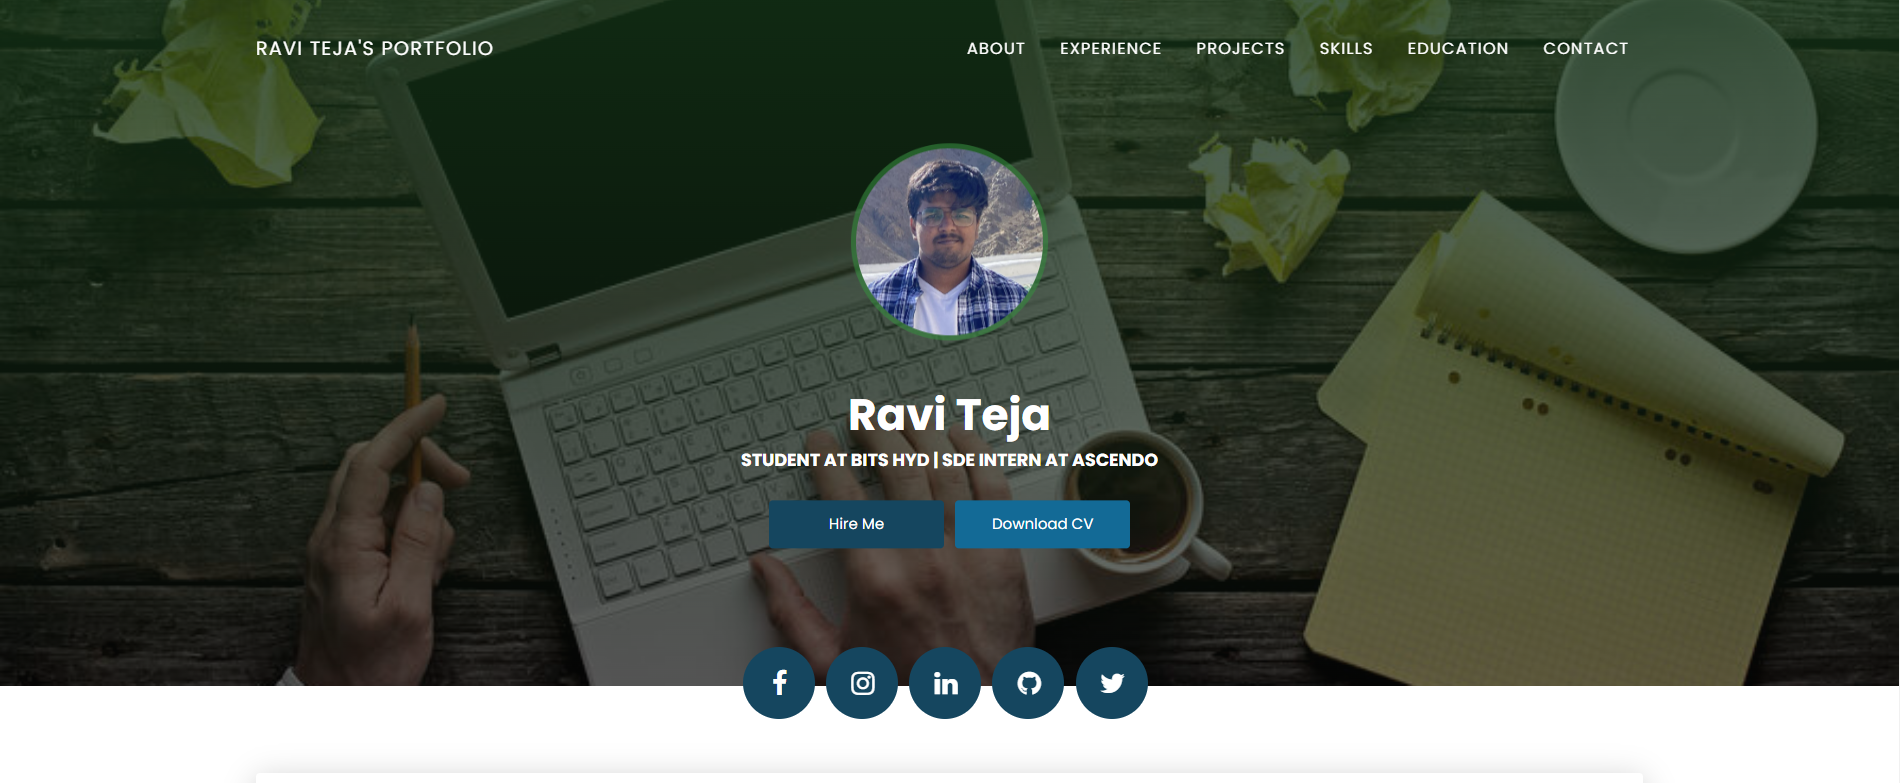 RAVI TEJA'S PORTFOLIO
ABOUT EXPERIENCE PROJECTS SKILLS EDUCATION CONTACT
Ravi Teja
STUDENT AT BITS HYD | SDE INTERN AT ASCENDO
Hire Me
Download CV